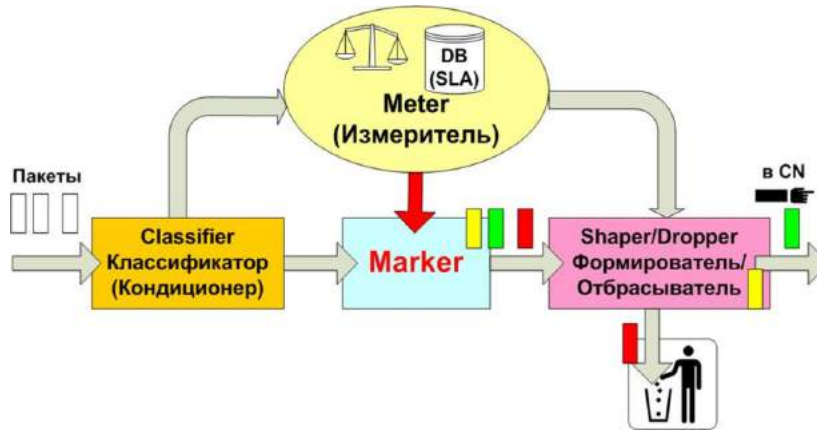 DB
(SLA)
Meter
(Измеритель)
Пакеты
в CN
Classifier
Классификатор
(Кондиционер)
Marker
Shaper/Dropper
Формирователь/
Отбрасыватель